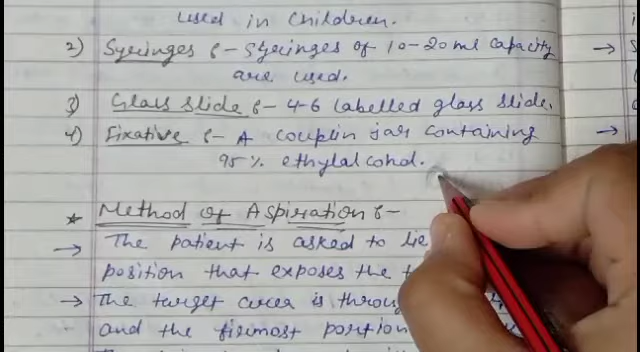 used in children.
2) Syringes :- Syringes of 10-20 ml capacity
are used.
3) Glass slide :- 4-6 labelled glass slide.
4) Fixative :- A couplin jar containing
95% ethylalcohol.
* Method of Aspiration :-
→ The patient is asked to lie
position that exposes the t
→ The target area is throug
and the firmost portion